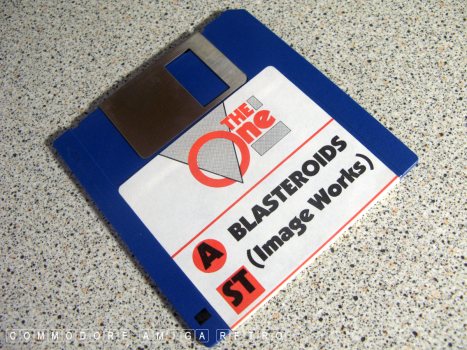 THE
One
A BLASTEROIDS
ST (Image Works)
COMMODORE AMIGA RETRO